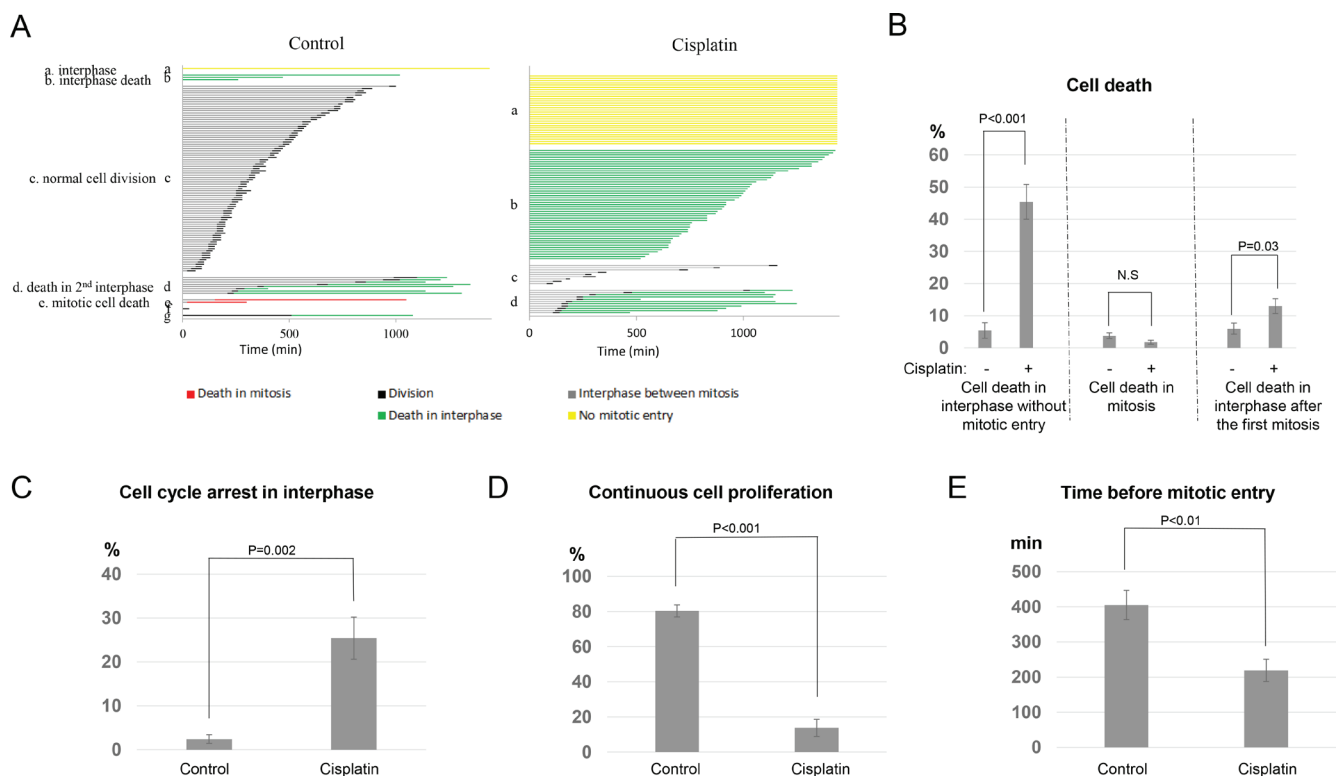 A
Control
Cisplatin
a. interphase
a
b. interphase death
b
c. normal cell division
c
d. death in 2nd interphase
d
c. mitotic cell death
e
f
g
0
500
1000
Time (min)
a
b
c
d
0
500
1000
Time (min)
Death in mitosis
Division
Interphase between mitosis
Death in interphase
No mitotic entry
B
Cell death
%
60
50
40
30
20
10
0
P<0.001
N.S
P=0.03
Cisplatin: - + - + - +
Cell death in
interphase without
mitotic entry
Cell death in
mitosis
Cell death in
interphase after
the first mitosis
C
Cell cycle arrest in interphase
%
P=0.002
40
30
20
10
0
Control
Cisplatin
D
Continuous cell proliferation
P<0.001
%
100
80
60
40
20
0
Control
Cisplatin
E
Time before mitotic entry
P<0.01
min
500
400
300
200
100
0
Control
Cisplatin